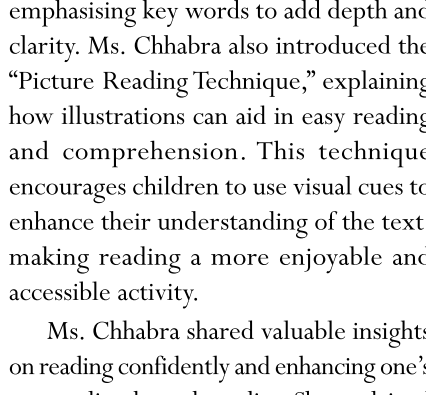 emphasising key words to add depth and
clarity. Ms. Chhabra also introduced the
“Picture Reading Technique,” explaining
how illustrations can aid in easy reading
and comprehension. This technique
encourages children to use visual cues to
enhance their understanding of the text
making reading a more enjoyable and
accessible activity.
Ms. Chhabra shared valuable insights
on reading confidently and enhancing one’s